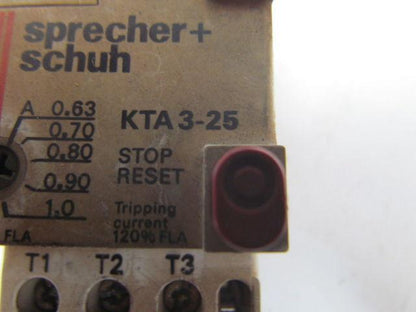 sprecher+
schuh
A 0.63
0.70
0.80
0.90
1.0
FLA
KTA 3-25
STOP
RESET
Tripping
current
120% FLA
T1 T2 T3